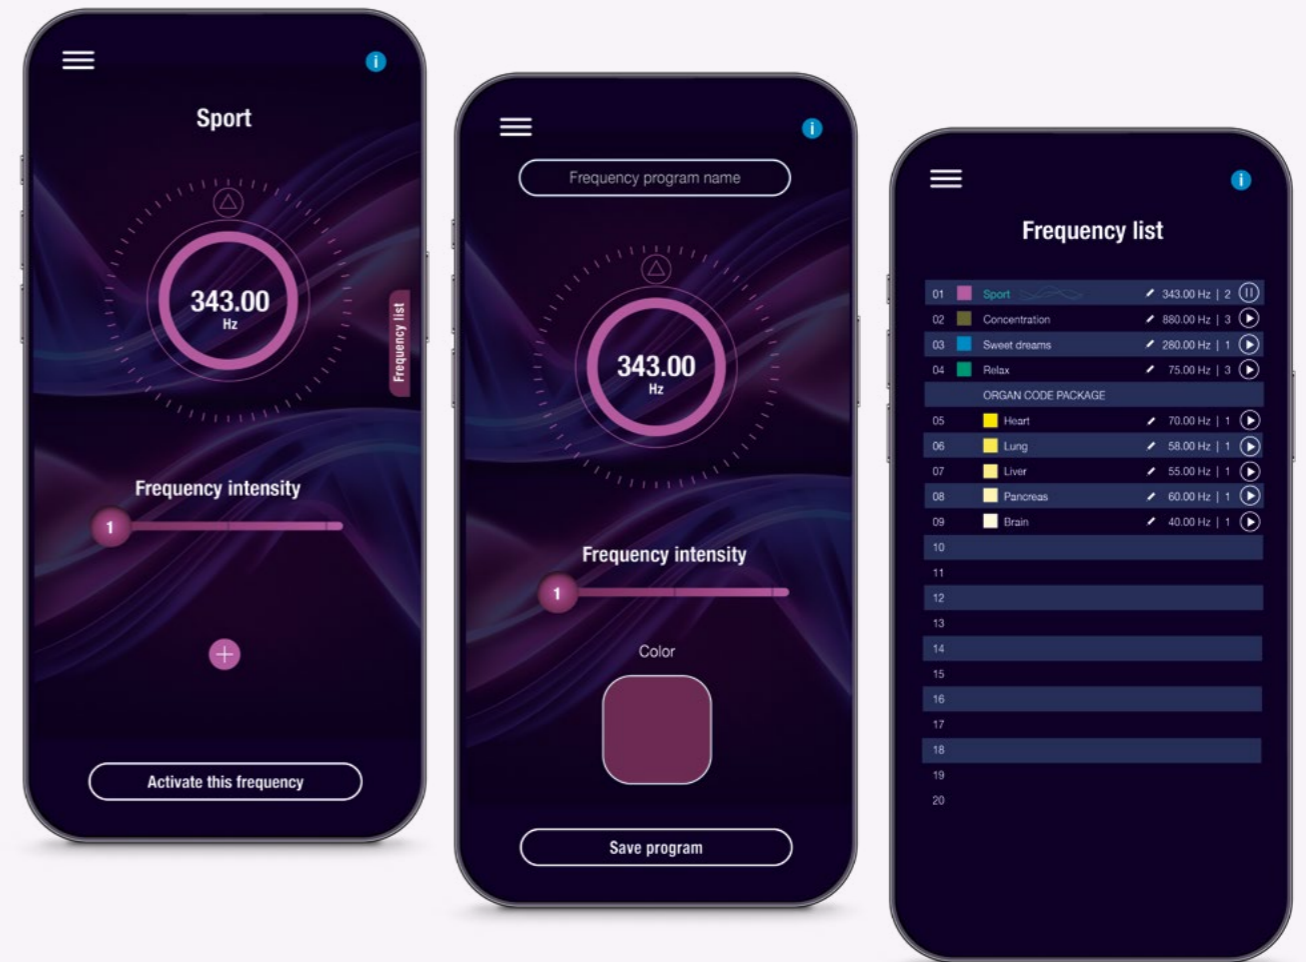 i
Sport
343.00
Hz
Frequency list
Frequency intensity
1
Activate this frequency
i
Frequency program name
343.00
Hz
Frequency intensity
1
Color
Save program
i
Frequency list
01 Sport 343.00 Hz | 2
02 Concentration 880.00 Hz | 3
03 Sweet dreams 280.00 Hz | 1
04 Relax 75.00 Hz | 3
ORGAN CODE PACKAGE
05 Heart 70.00 Hz | 1
06 Lung 58.00 Hz | 1
07 Liver 55.00 Hz | 1
08 Pancreas 60.00 Hz | 1
09 Brain 40.00 Hz | 1
10
11
12
13
14
15
16
17
18
19
20